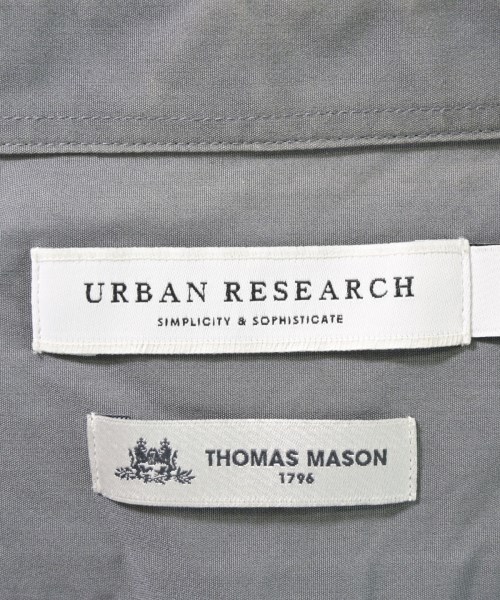 URBAN RESEARCH
SIMPLICITY & SOPHISTICATE
THOMAS MASON
1796